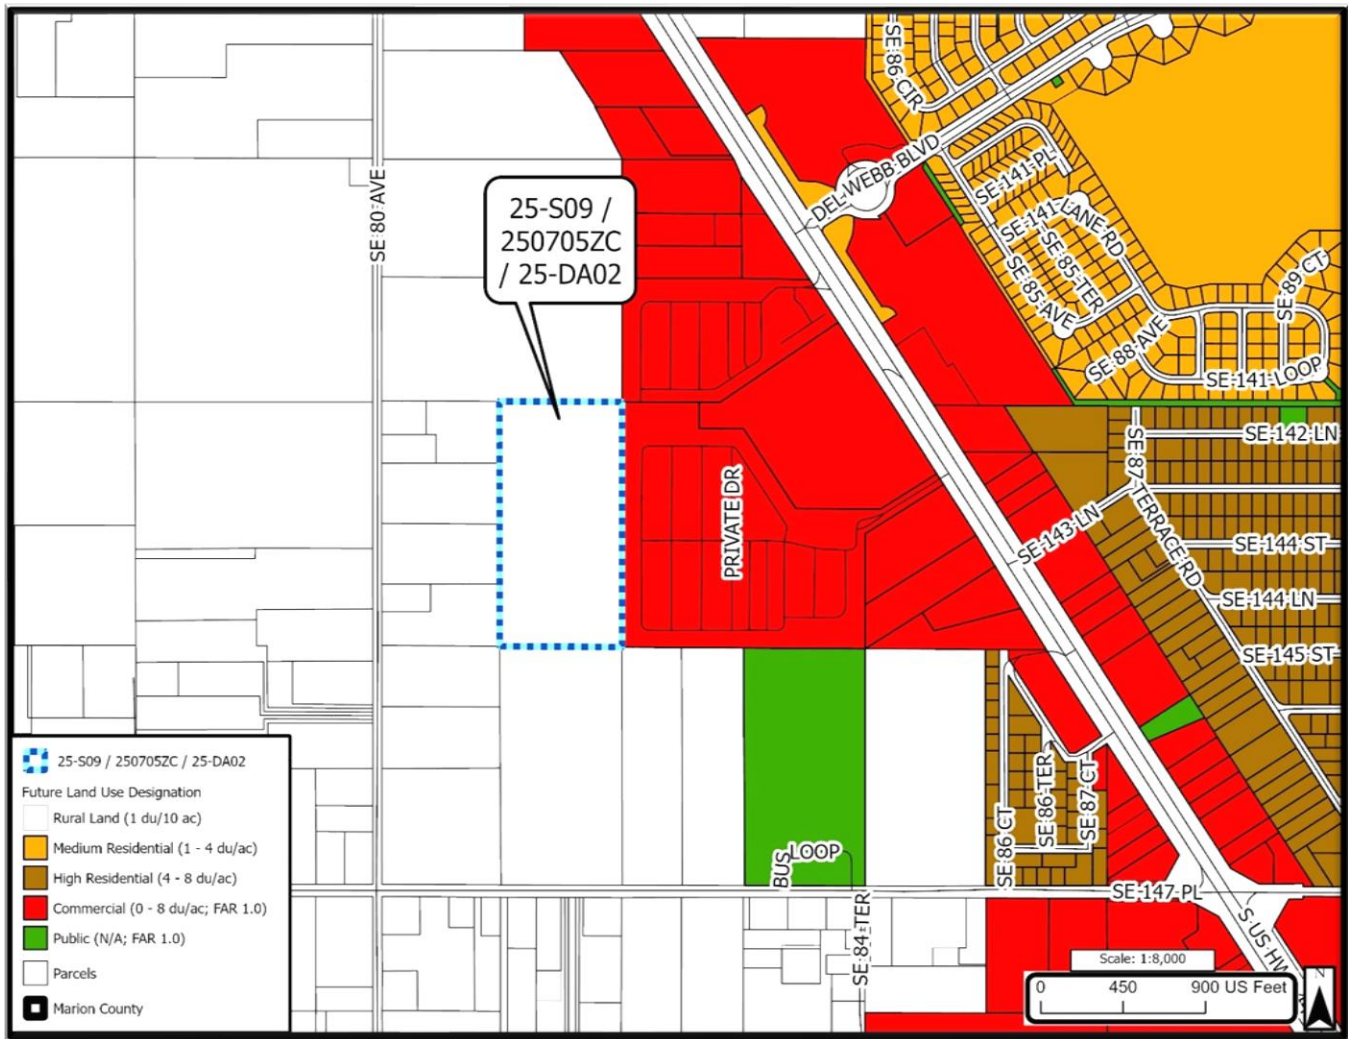 SE 86 CIR
DEL WEBB BLVD
SE 80 AVE
25-S09 /
250705ZC
/ 25-DA02
SE 141 PL
SE 141
LANE RD
SE 85 TER
SE 85 AVE
SE 89 CT
SE 88 AVE
SE 141 LOOP
SE 142 LN
SE 87
TERRACE RD
PRIVATE DR
SE 143 LN
SE 144 ST
SE 144 LN
SE 145 ST
25-S09 / 250705ZC / 25-DA02
Future Land Use Designation
Rural Land (1 du/10 ac)
Medium Residential (1 - 4 du/ac)
High Residential (4 - 8 du/ac)
Commercial (0 - 8 du/ac; FAR 1.0)
Public (N/A; FAR 1.0)
Parcels
Marion County
SE 86 TER
SE 87 CT
SE 86 CT
BUS LOOP
SE 147 PL
SE 84 TER
S US HW
Scale: 1:8,000
0 450 900 US Feet
N